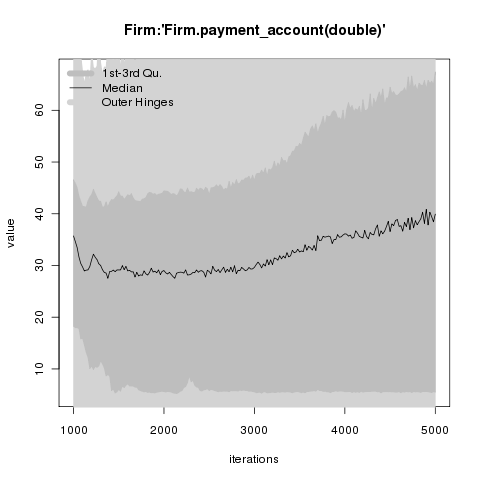 Firm:'Firm.payment_account(double)'
1st-3rd Qu.
Median
Outer Hinges
value
10 20 30 40 50 60
1000 2000 3000 4000 5000
iterations